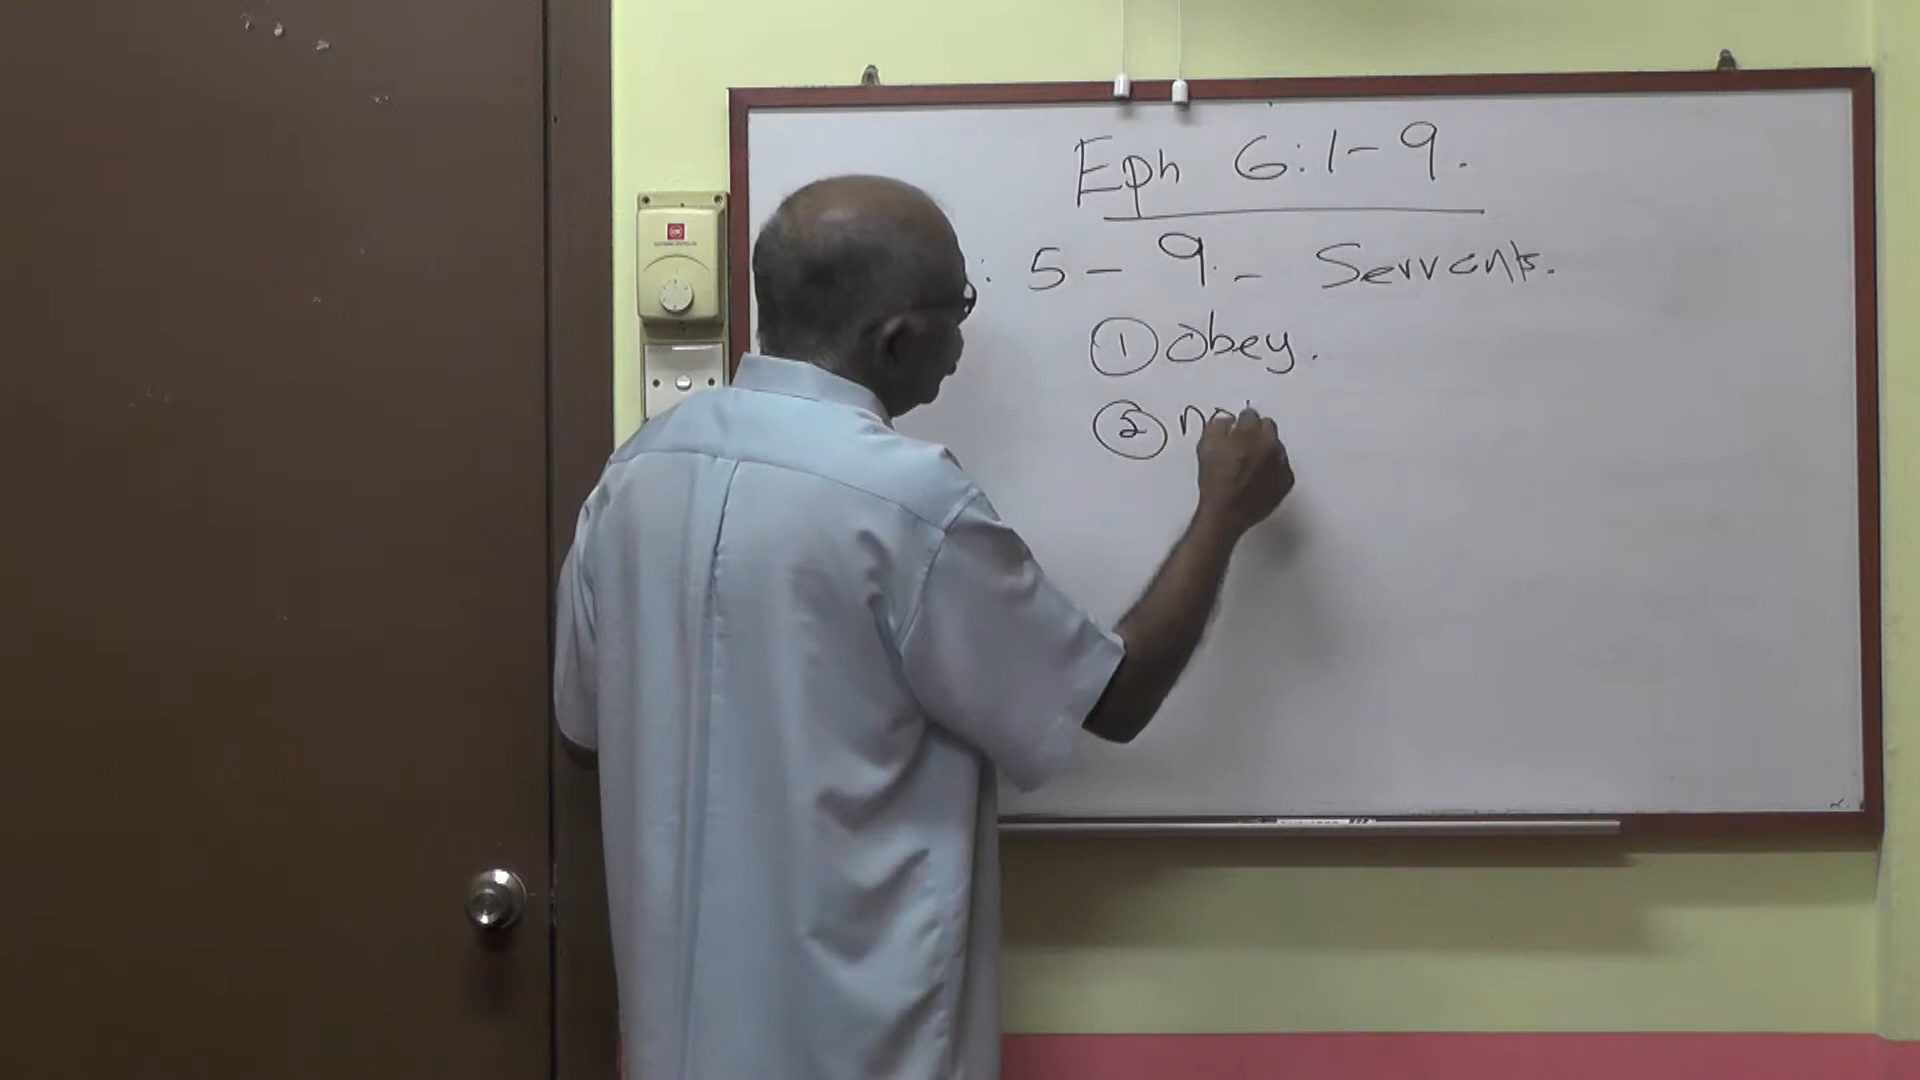 Eph 6:1-9.
: 5 - 9. - Servants.
① Obey.
②